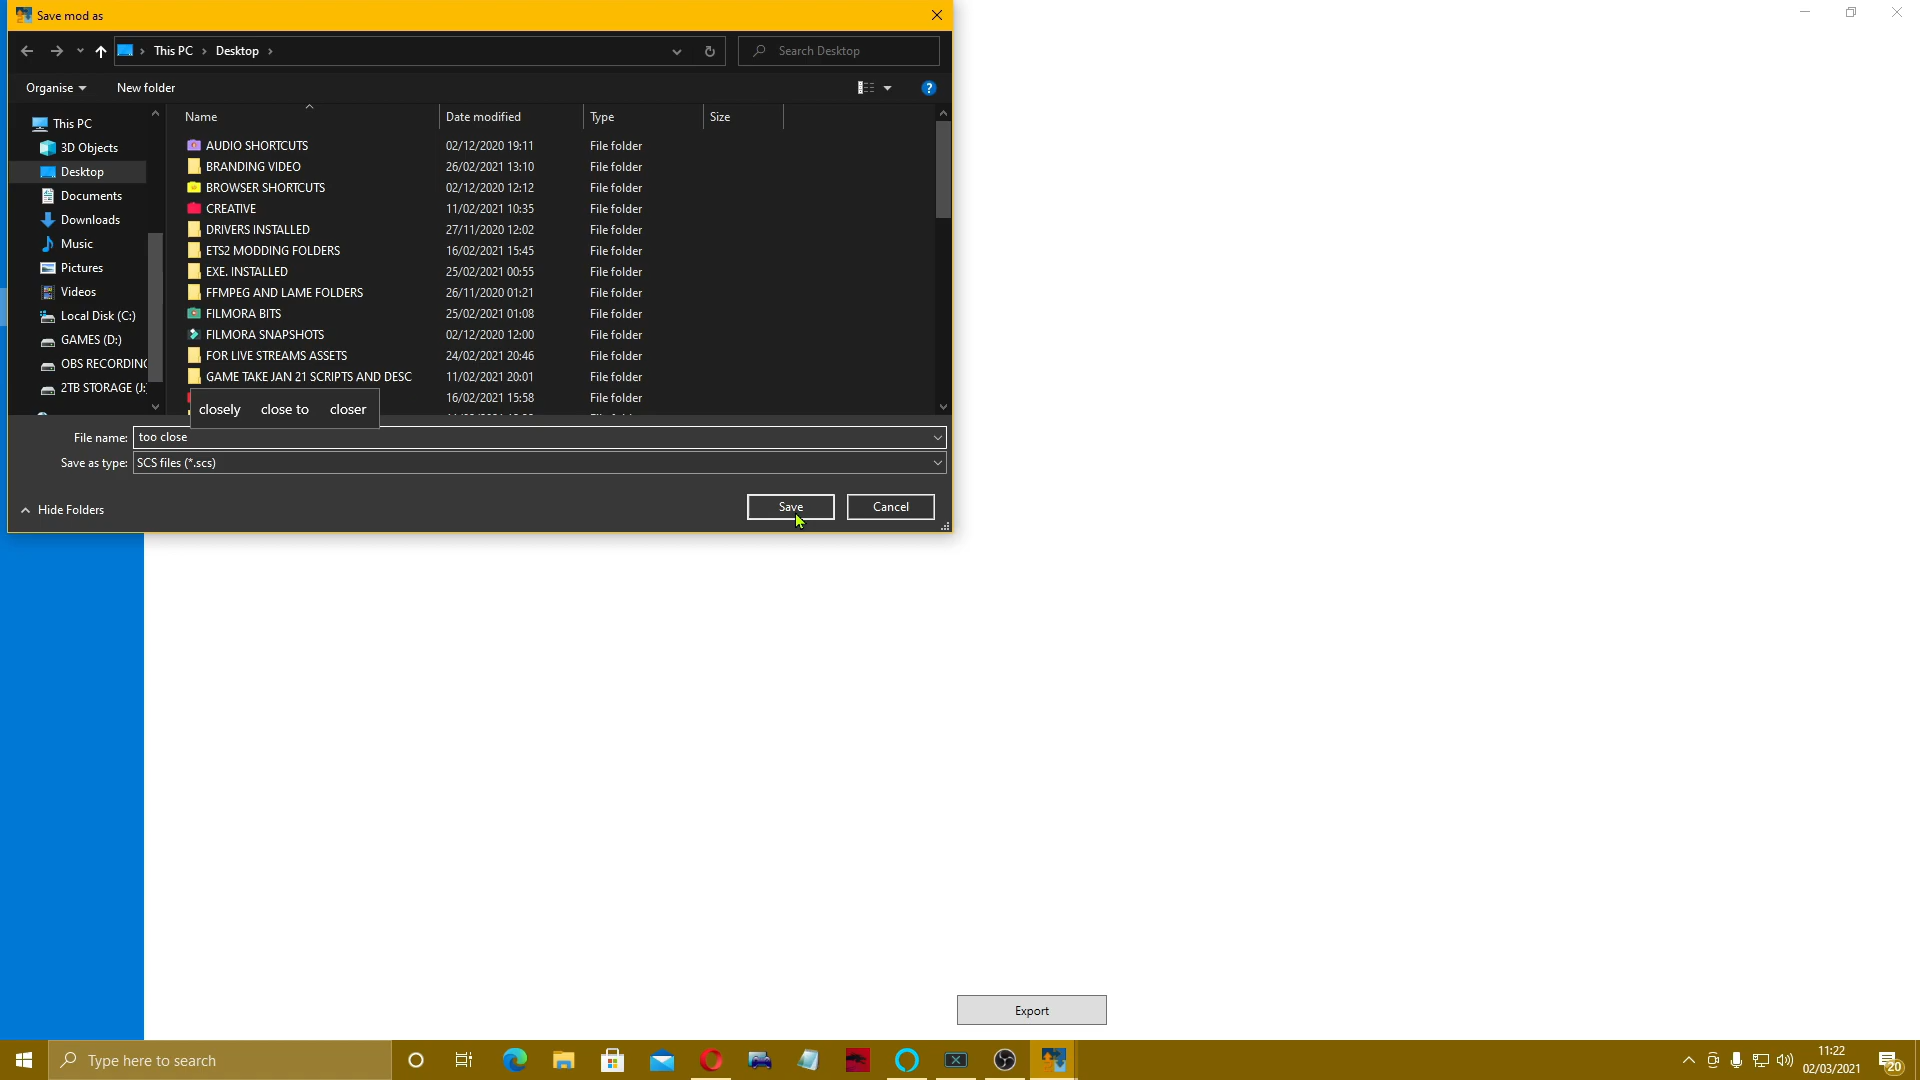 Save mod as
This PC > Desktop >
Search Desktop
Organise
New folder
?
Name
Date modified
Type
Size
This PC
3D Objects
Desktop
Documents
Downloads
Music
Pictures
Videos
Local Disk (C:)
GAMES (D:)
OBS RECORDING
2TB STORAGE (J:
AUDIO SHORTCUTS 02/12/2020 19:11 File folder
BRANDING VIDEO 26/02/2021 13:10 File folder
BROWSER SHORTCUTS 02/12/2020 12:12 File folder
CREATIVE 11/02/2021 10:35 File folder
DRIVERS INSTALLED 27/11/2020 12:02 File folder
ETS2 MODDING FOLDERS 16/02/2021 15:45 File folder
EXE. INSTALLED 25/02/2021 00:55 File folder
FFMPEG AND LAME FOLDERS 26/11/2020 01:21 File folder
FILMORA BITS 25/02/2021 01:08 File folder
FILMORA SNAPSHOTS 02/12/2020 12:00 File folder
FOR LIVE STREAMS ASSETS 24/02/2021 20:46 File folder
GAME TAKE JAN 21 SCRIPTS AND DESC 11/02/2021 20:01 File folder
16/02/2021 15:58 File folder
closely close to closer
File name: too close
Save as type: SCS files (*.scs)
Hide Folders
Save
Cancel
Export
Type here to search
11:22
02/03/2021
20